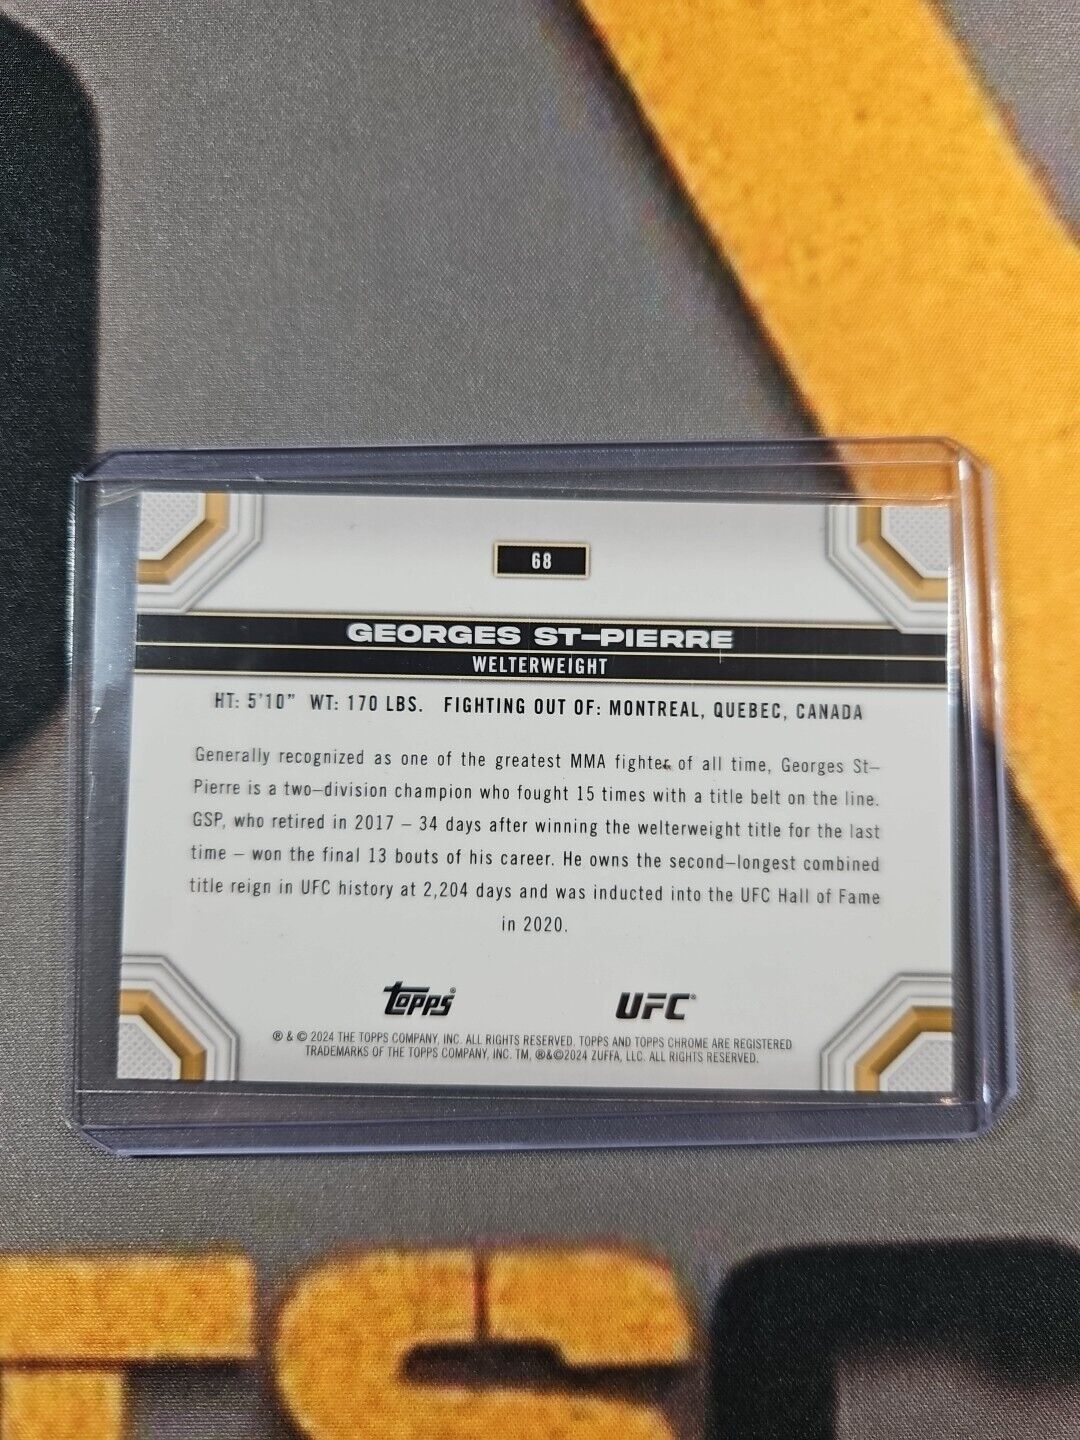 68
GEORGES ST-PIERRE
WELTERWEIGHT
HT: 5'10" WT: 170 LBS. FIGHTING OUT OF: MONTREAL, QUEBEC, CANADA
Generally recognized as one of the greatest MMA fighter of all time, Georges St-
Pierre is a two-division champion who fought 15 times with a title belt on the line.
GSP, who retired in 2017 – 34 days after winning the welterweight title for the last
time – won the final 13 bouts of his career. He owns the second-longest combined
title reign in UFC history at 2,204 days and was inducted into the UFC Hall of Fame
in 2020.
Topps® UFC®
® & © 2024 THE TOPPS COMPANY, INC. ALL RIGHTS RESERVED. TOPPS AND TOPPS CHROME ARE REGISTERED
TRADEMARKS OF THE TOPPS COMPANY, INC. TM, ®&©2024 ZUFFA, LLC. ALL RIGHTS RESERVED.
TS